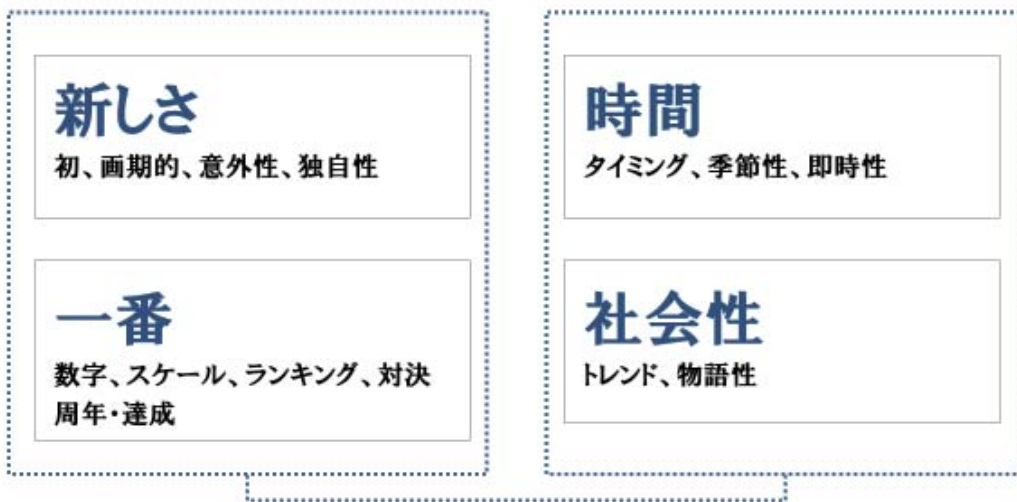 新しさ
初、画期的、意外性、独自性
一番
数字、スケール、ランキング、対決
周年・達成
時間
タイミング、季節性、即時性
社会性
トレンド、物語性